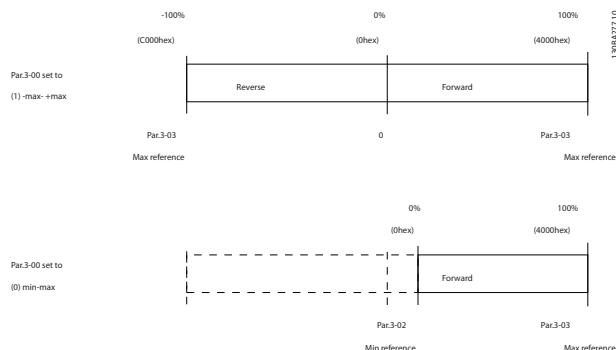 -100% 0% 100%
(C000hex) (0hex) (4000hex)
130BA277.10
Par.3-00 set to
(1) -max- +max
Reverse Forward
Par.3-03 0 Par.3-03
Max reference Max reference
0% 100%
(0hex) (4000hex)
Par.3-00 set to
(0) min-max
Forward
Par.3-02 Par.3-03
Min reference Max reference